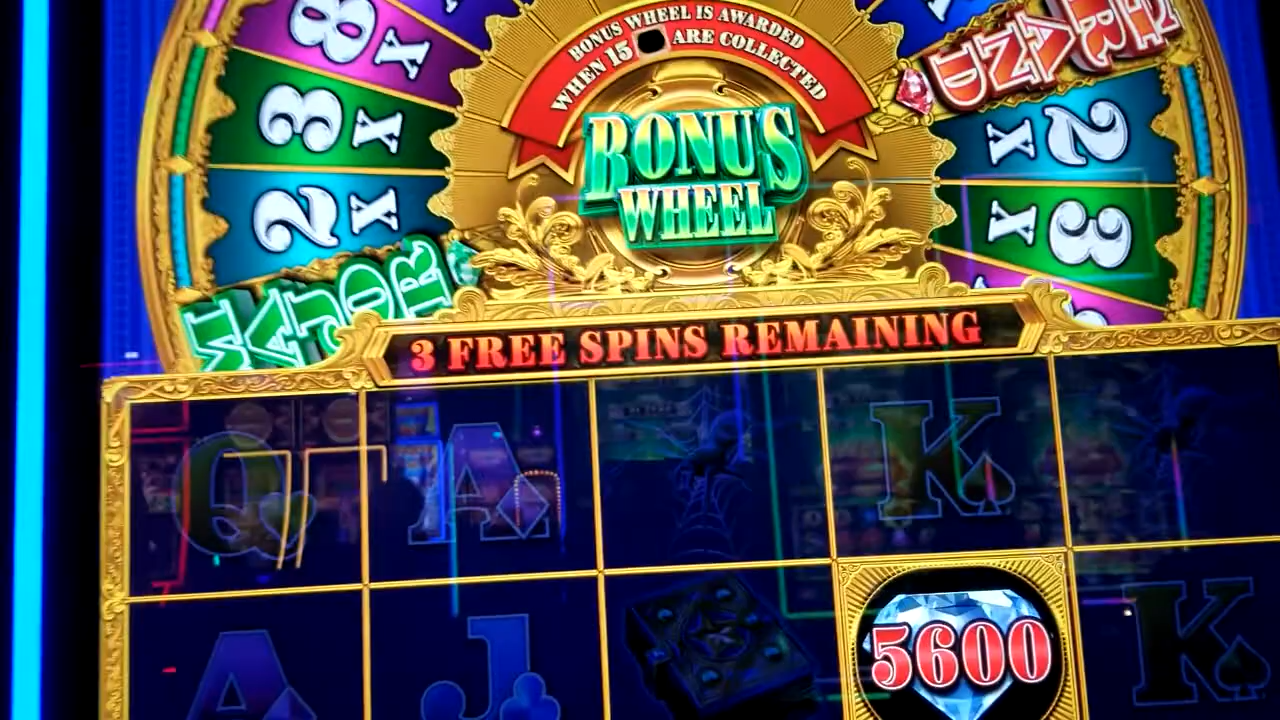 BONUS WHEEL IS AWARDED
WHEN 15 ARE COLLECTED
BONUS
WHEEL
8X
3X
2X
MAJOR
GRAND
2X
3X
3 FREE SPINS REMAINING
Q A K
A J 5600 K